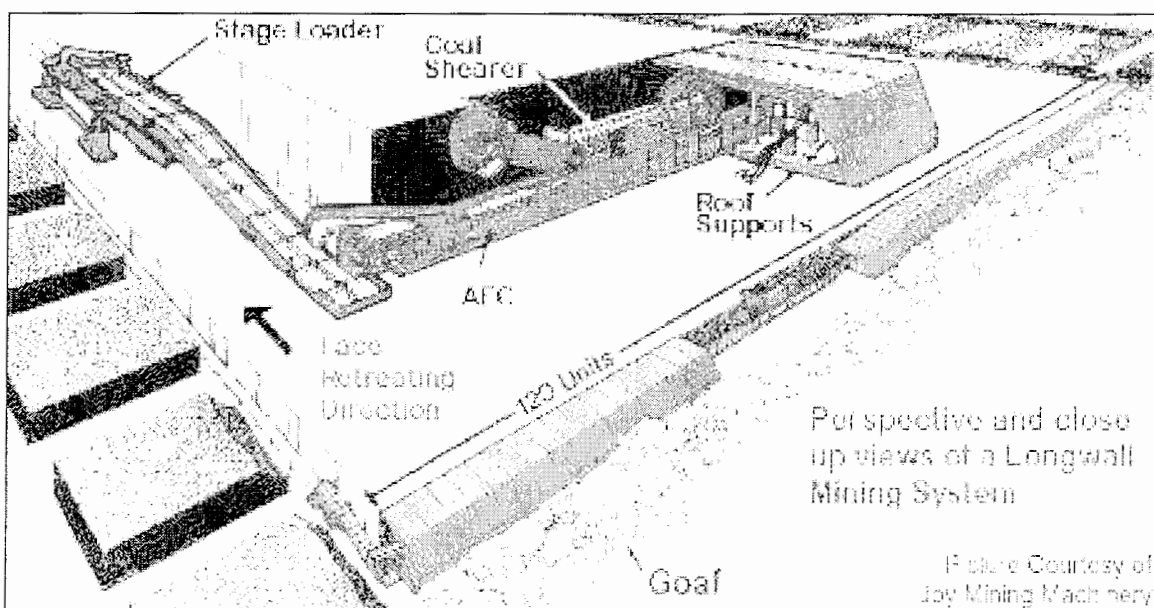 Stage Loader
Coal
Shearer
Roof
Supports
AFC
Face
Retreating
Direction
120 Units
Perspective and close
up views of a Longwall
Mining System
Goaf
Picture Courtesy of
Joy Mining Machinery